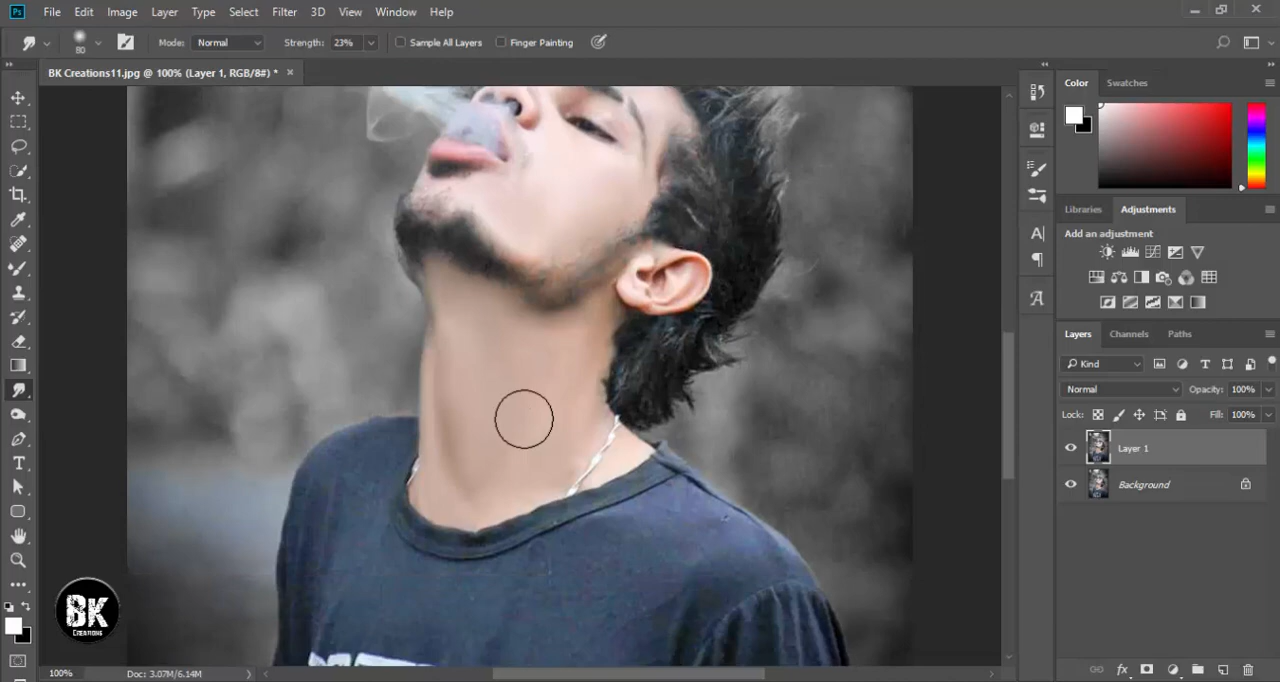 Ps File Edit Image Layer Type Select Filter 3D View Window Help
80 Mode: Normal Strength: 23% Sample All Layers Finger Painting
BK Creations11.jpg @ 100% (Layer 1, RGB/8#) *
Color Swatches
Libraries Adjustments
Add an adjustment
Layers Channels Paths
Kind
Normal Opacity: 100%
Lock: Fill: 100%
Layer 1
Background
BK
Creations
100% Doc: 3.07M/6.14M